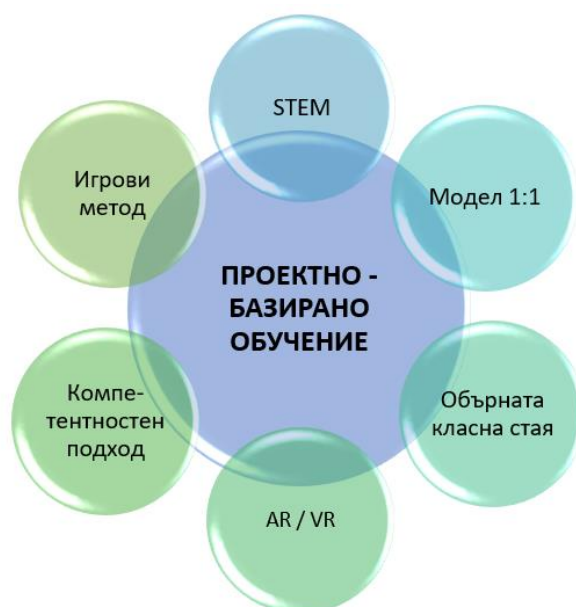 STEM
Игрови
метод
Модел 1:1
ПРОЕКТНО -
БАЗИРАНО
ОБУЧЕНИЕ
Компе-
тентностен
подход
Обърната
класна стая
AR / VR